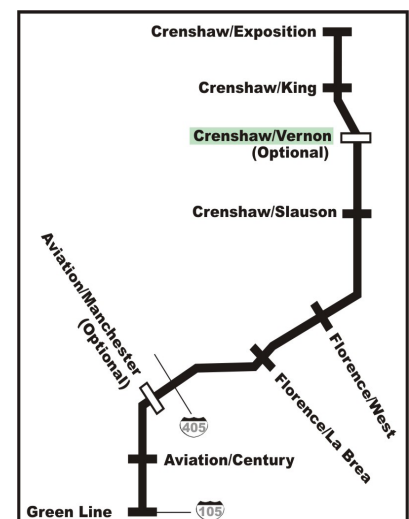 Crenshaw/Exposition
Crenshaw/King
Crenshaw/Vernon
(Optional)
Crenshaw/Slauson
Aviation/Manchester
(Optional)
Florence/West
Florence/La Brea
405
Aviation/Century
Green Line
105